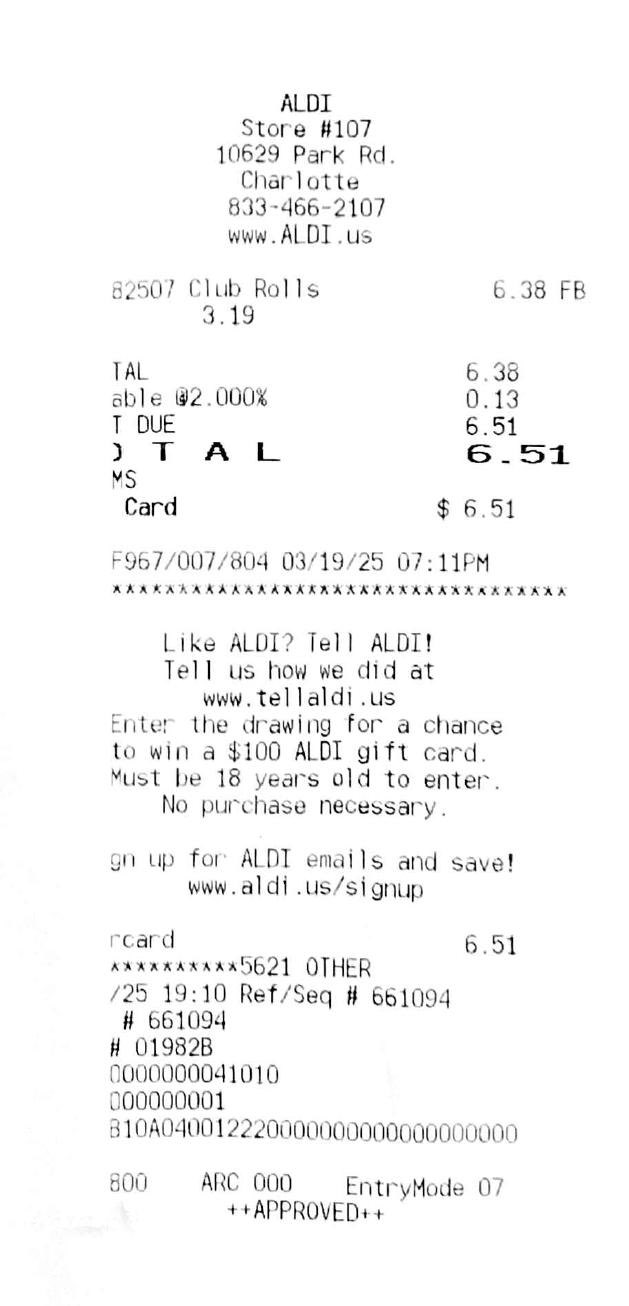 ALDI
Store #107
10629 Park Rd.
Charlotte
833-466-2107
www.ALDI.us
82507 Club Rolls 6.38 FB
3.19
TAL 6.38
able @2.000% 0.13
T DUE 6.51
O T A L 6.51
MS
Card $ 6.51
F967/007/804 03/19/25 07:11PM
***********************************
Like ALDI? Tell ALDI!
Tell us how we did at
www.tellaldi.us
Enter the drawing for a chance
to win a $100 ALDI gift card.
Must be 18 years old to enter.
No purchase necessary.
gn up for ALDI emails and save!
www.aldi.us/signup
rcard 6.51
**********5621 OTHER
/25 19:10 Ref/Seq # 661094
# 661094
# 01982B
0000000041010
000000001
B10A04001222000000000000000000
800 ARC 000 EntryMode 07
++APPROVED++